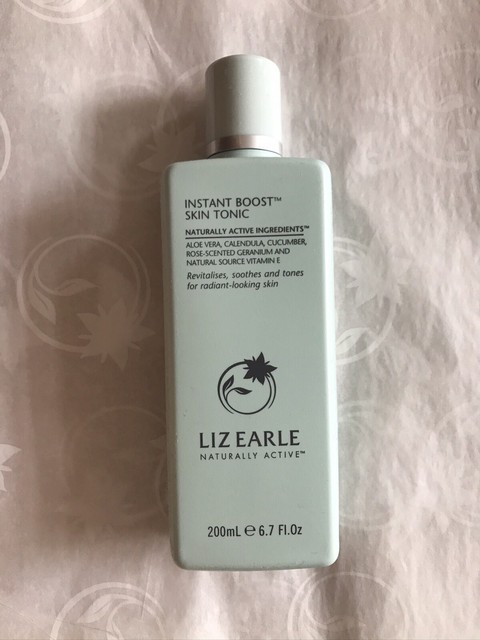 INSTANT BOOST™
SKIN TONIC
NATURALLY ACTIVE INGREDIENTS™
ALOE VERA, CALENDULA, CUCUMBER,
ROSE-SCENTED GERANIUM AND
NATURAL SOURCE VITAMIN E
Revitalises, soothes and tones
for radiant-looking skin
LIZ EARLE
NATURALLY ACTIVE™
200mL ℮ 6.7 Fl.Oz